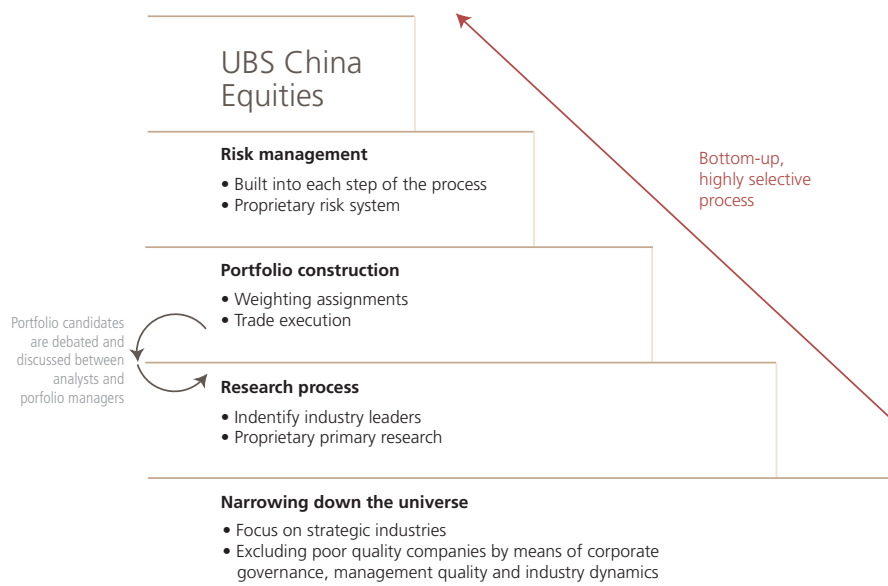 UBS China
Equities
Risk management
• Built into each step of the process
• Proprietary risk system
Bottom-up,
highly selective
process
Portfolio construction
• Weighting assignments
• Trade execution
Portfolio candidates
are debated and
discussed between
analysts and
porfolio managers
Research process
• Indentify industry leaders
• Proprietary primary research
Narrowing down the universe
• Focus on strategic industries
• Excluding poor quality companies by means of corporate
governance, management quality and industry dynamics